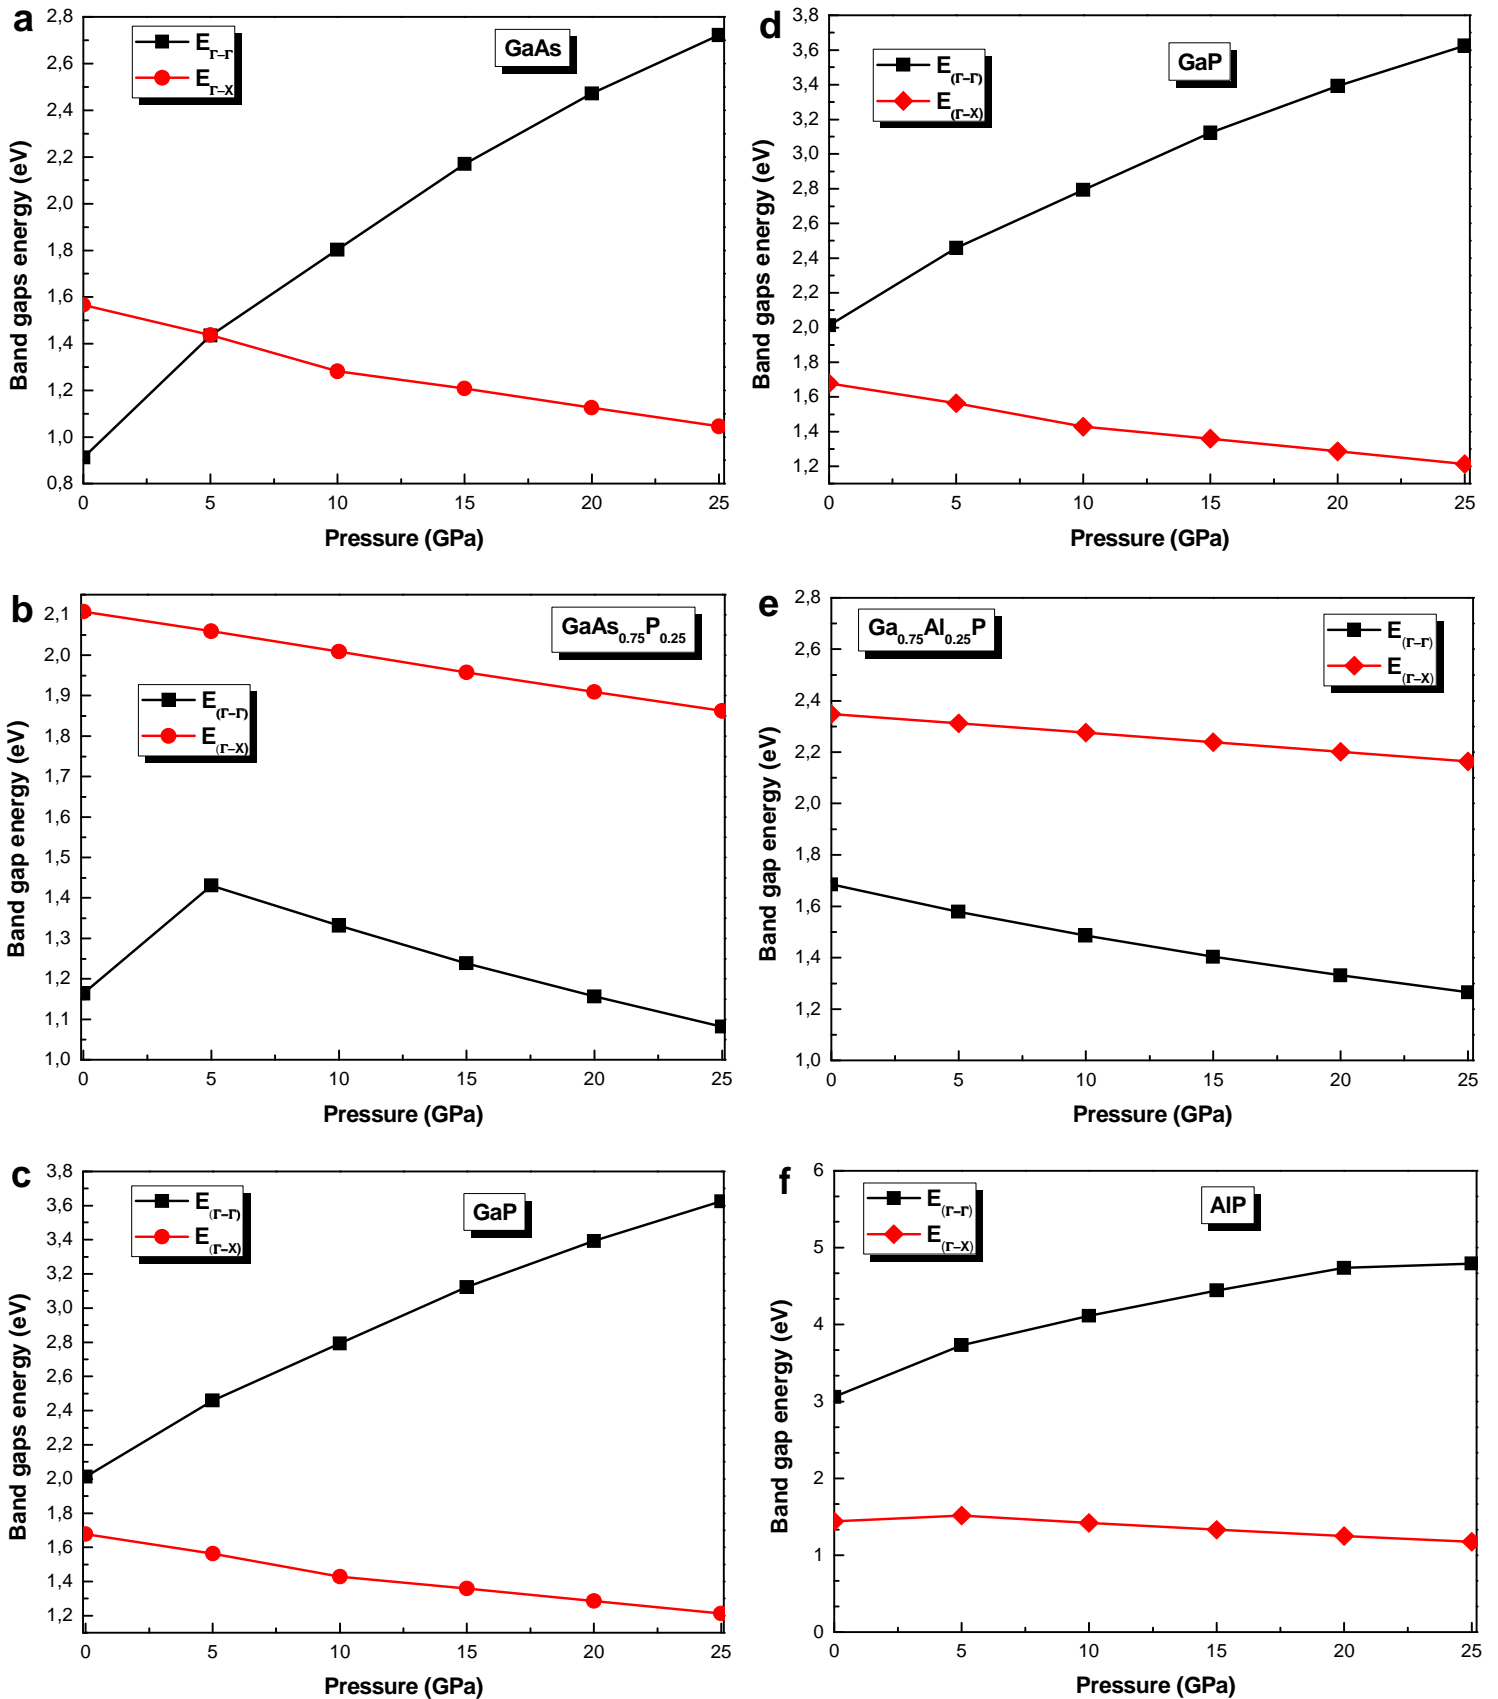 a
GaAs
E Γ–Γ
E Γ–X
Band gaps energy (eV)
2,8
2,6
2,4
2,2
2,0
1,8
1,6
1,4
1,2
1,0
0,8
0 5 10 15 20 25
Pressure (GPa)
d
GaP
E (Γ–Γ)
E (Γ–X)
Band gaps energy (eV)
3,8
3,6
3,4
3,2
3,0
2,8
2,6
2,4
2,2
2,0
1,8
1,6
1,4
1,2
0 5 10 15 20 25
Pressure (GPa)
b
GaAs0.75P0.25
E (Γ–Γ)
E (Γ–X)
Band gap energy (eV)
2,1
2,0
1,9
1,8
1,7
1,6
1,5
1,4
1,3
1,2
1,1
1,0
0 5 10 15 20 25
Pressure (GPa)
e
Ga0.75Al0.25P
E (Γ–Γ)
E (Γ–X)
Band gap energy (eV)
2,8
2,6
2,4
2,2
2,0
1,8
1,6
1,4
1,2
1,0
0 5 10 15 20 25
Pressure (GPa)
c
GaP
E (Γ–Γ)
E (Γ–X)
Band gaps energy (eV)
3,8
3,6
3,4
3,2
3,0
2,8
2,6
2,4
2,2
2,0
1,8
1,6
1,4
1,2
0 5 10 15 20 25
Pressure (GPa)
f
AlP
E (Γ–Γ)
E (Γ–X)
Band gap energy (eV)
6
5
4
3
2
1
0
0 5 10 15 20 25
Pressure (GPa)